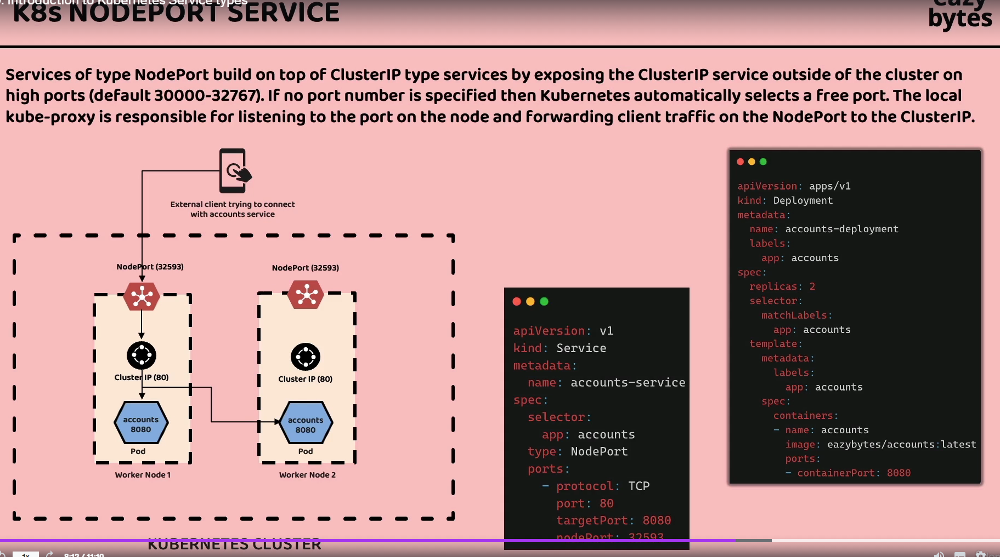 Introduction to Kubernetes Service types
K8s NODEPORT SERVICE
eazy
bytes
Services of type NodePort build on top of ClusterIP type services by exposing the ClusterIP service outside of the cluster on
high ports (default 30000-32767). If no port number is specified then Kubernetes automatically selects a free port. The local
kube-proxy is responsible for listening to the port on the node and forwarding client traffic on the NodePort to the ClusterIP.
External client trying to connect
with accounts service
NodePort (32593)
NodePort (32593)
Cluster IP (80)
Cluster IP (80)
accounts
8080
accounts
8080
Pod
Pod
Worker Node 1
Worker Node 2
KUBERNETES CLUSTER
apiVersion: v1
kind: Service
metadata:
  name: accounts-service
spec:
  selector:
    app: accounts
  type: NodePort
  ports:
    - protocol: TCP
      port: 80
      targetPort: 8080
      nodePort: 32593
apiVersion: apps/v1
kind: Deployment
metadata:
  name: accounts-deployment
  labels:
    app: accounts
spec:
  replicas: 2
  selector:
    matchLabels:
      app: accounts
  template:
    metadata:
      labels:
        app: accounts
    spec:
      containers:
      - name: accounts
        image: eazybytes/accounts:latest
        ports:
        - containerPort: 8080
1x
8:12 / 11:10